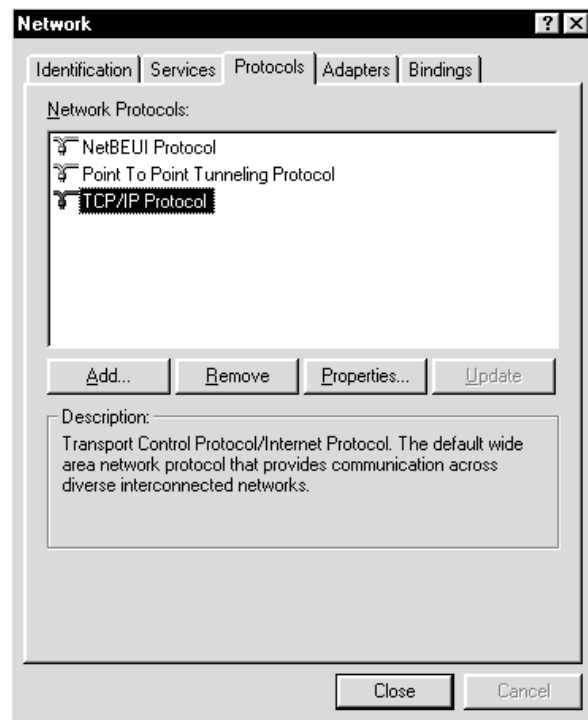 Network
Identification Services Protocols Adapters Bindings
Network Protocols:
NetBEUI Protocol
Point To Point Tunneling Protocol
TCP/IP Protocol
Add... Remove Properties... Update
Description:
Transport Control Protocol/Internet Protocol. The default wide
area network protocol that provides communication across
diverse interconnected networks.
Close Cancel